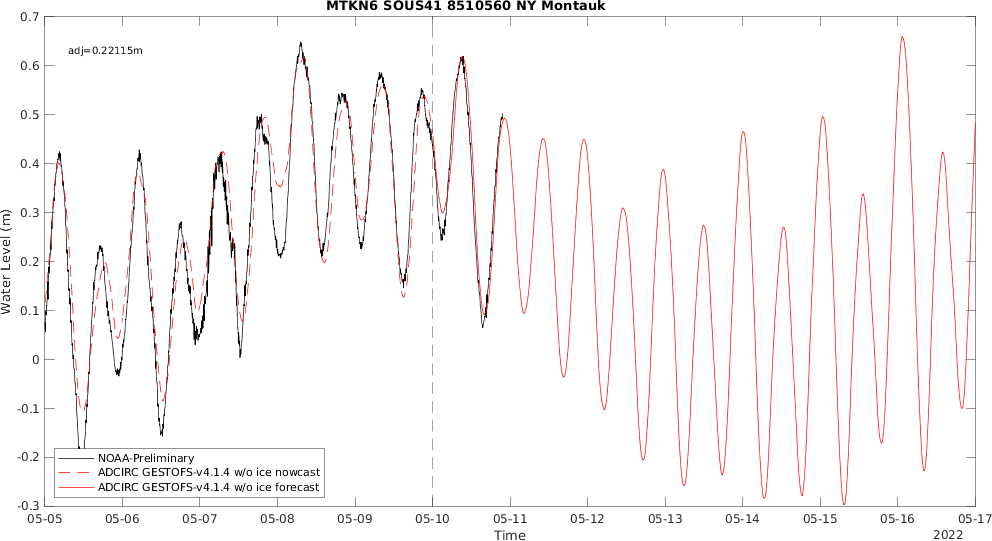 MTKN6 SOUS41 8510560 NY Montauk
adj=0.22115m
0.7
0.6
0.5
0.4
0.3
0.2
0.1
0
-0.1
-0.2
-0.3
Water Level (m)
NOAA-Preliminary
ADCIRC GESTOFS-v4.1.4 w/o ice nowcast
ADCIRC GESTOFS-v4.1.4 w/o ice forecast
05-05 05-06 05-07 05-08 05-09 05-10 05-11 05-12 05-13 05-14 05-15 05-16 05-17
Time
2022